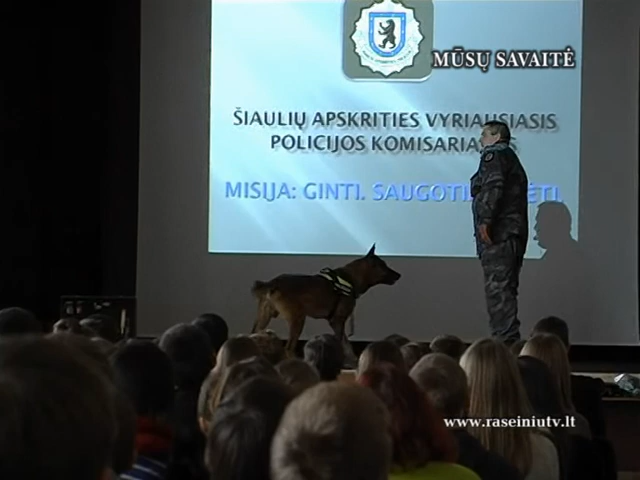 MŪSŲ SAVAITĖ
ŠIAULIŲ APSKRITIES VYRIAUSIASIS
POLICIJOS
MISIJA: GINTI. SAUGOTI.
www.raseiniutv.lt